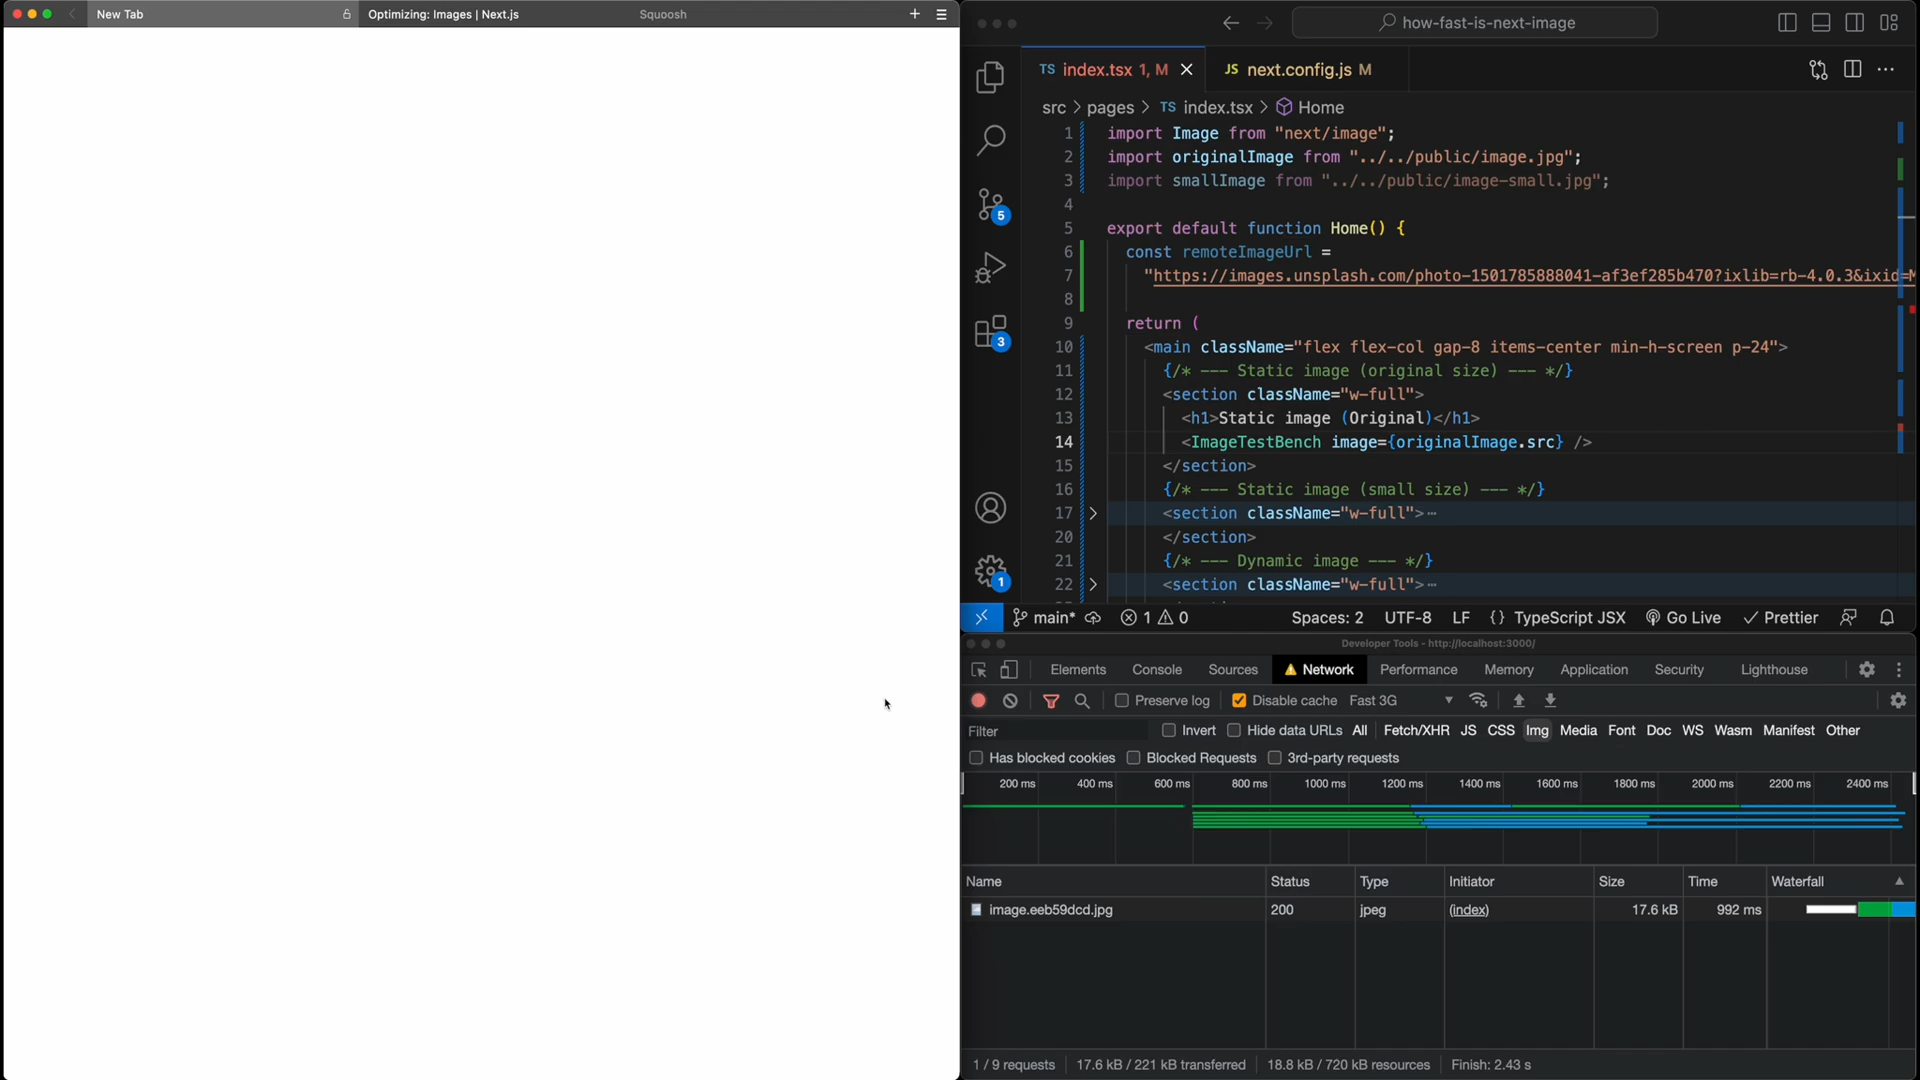 New Tab
Optimizing: Images | Next.js
Squoosh
how-fast-is-next-image
TS index.tsx 1, M
JS next.config.js M
src > pages > TS index.tsx > Home
1 import Image from "next/image";
2 import originalImage from "../../public/image.jpg";
3 import smallImage from "../../public/image-small.jpg";
4
5 export default function Home() {
6 const remoteImageUrl =
7 "https://images.unsplash.com/photo-1501785888041-af3ef285b470?ixlib=rb-4.0.3&ixid=M
8
9 return (
10 <main className="flex flex-col gap-8 items-center min-h-screen p-24">
11 {/* --- Static image (original size) --- */}
12 <section className="w-full">
13 <h1>Static image (Original)</h1>
14 <ImageTestBench image={originalImage.src} />
15 </section>
16 {/* --- Static image (small size) --- */}
17 <section className="w-full">⋯
20 </section>
21 {/* --- Dynamic image --- */}
22 <section className="w-full">⋯
5
3
1
main* 1 0 Spaces: 2 UTF-8 LF {} TypeScript JSX Go Live Prettier
Developer Tools - http://localhost:3000/
Elements Console Sources Network Performance Memory Application Security Lighthouse
Preserve log Disable cache Fast 3G
Filter Invert Hide data URLs All Fetch/XHR JS CSS Img Media Font Doc WS Wasm Manifest Other
Has blocked cookies Blocked Requests 3rd-party requests
200 ms 400 ms 600 ms 800 ms 1000 ms 1200 ms 1400 ms 1600 ms 1800 ms 2000 ms 2200 ms 2400 ms
Name Status Type Initiator Size Time Waterfall
image.eeb59dcd.jpg 200 jpeg (index) 17.6 kB 992 ms
1 / 9 requests 17.6 kB / 221 kB transferred 18.8 kB / 720 kB resources Finish: 2.43 s